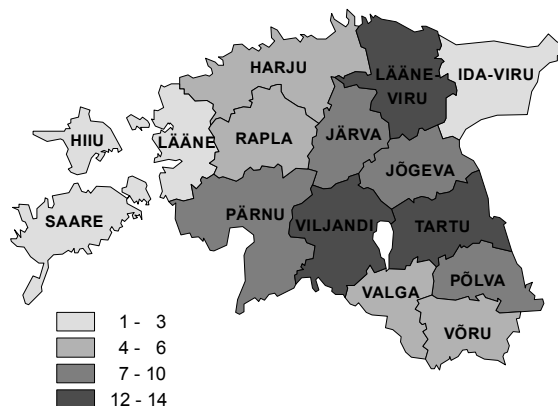 HARJU
LÄÄNE-
VIRU
IDA-VIRU
HIIU
LÄÄNE
RAPLA
JÄRVA
JÕGEVA
SAARE
PÄRNU
VILJANDI
TARTU
VALGA
PÕLVA
VÕRU
1 - 3
4 - 6
7 - 10
12 - 14